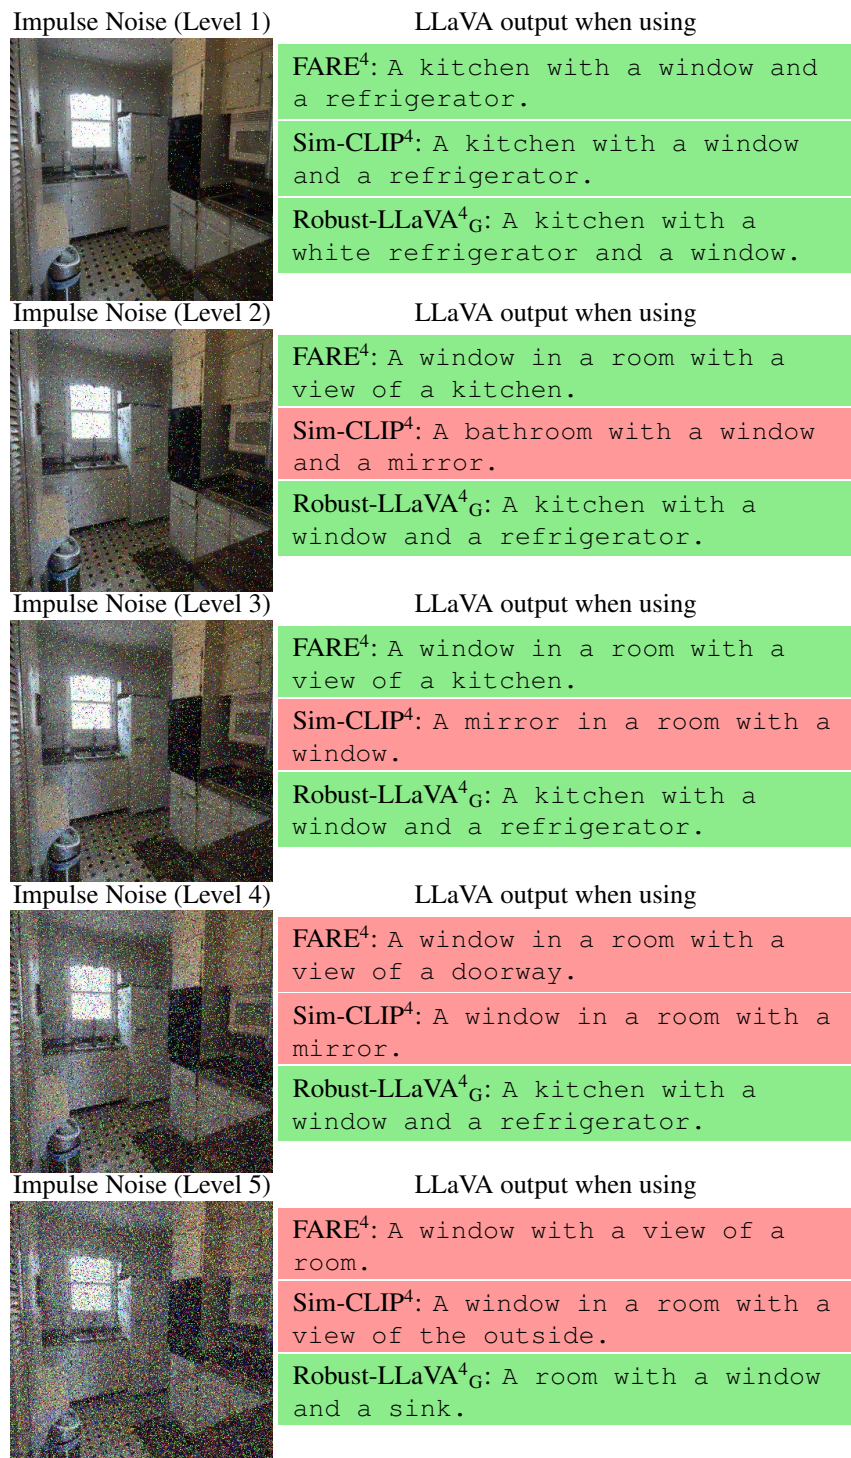 Impulse Noise (Level 1)
LLaVA output when using
FARE⁴: A kitchen with a window and
a refrigerator.
Sim-CLIP⁴: A kitchen with a window
and a refrigerator.
Robust-LLaVA⁴G: A kitchen with a
white refrigerator and a window.
Impulse Noise (Level 2)
LLaVA output when using
FARE⁴: A window in a room with a
view of a kitchen.
Sim-CLIP⁴: A bathroom with a window
and a mirror.
Robust-LLaVA⁴G: A kitchen with a
window and a refrigerator.
Impulse Noise (Level 3)
LLaVA output when using
FARE⁴: A window in a room with a
view of a kitchen.
Sim-CLIP⁴: A mirror in a room with a
window.
Robust-LLaVA⁴G: A kitchen with a
window and a refrigerator.
Impulse Noise (Level 4)
LLaVA output when using
FARE⁴: A window in a room with a
view of a doorway.
Sim-CLIP⁴: A window in a room with a
mirror.
Robust-LLaVA⁴G: A kitchen with a
window and a refrigerator.
Impulse Noise (Level 5)
LLaVA output when using
FARE⁴: A window with a view of a
room.
Sim-CLIP⁴: A window in a room with a
view of the outside.
Robust-LLaVA⁴G: A room with a window
and a sink.